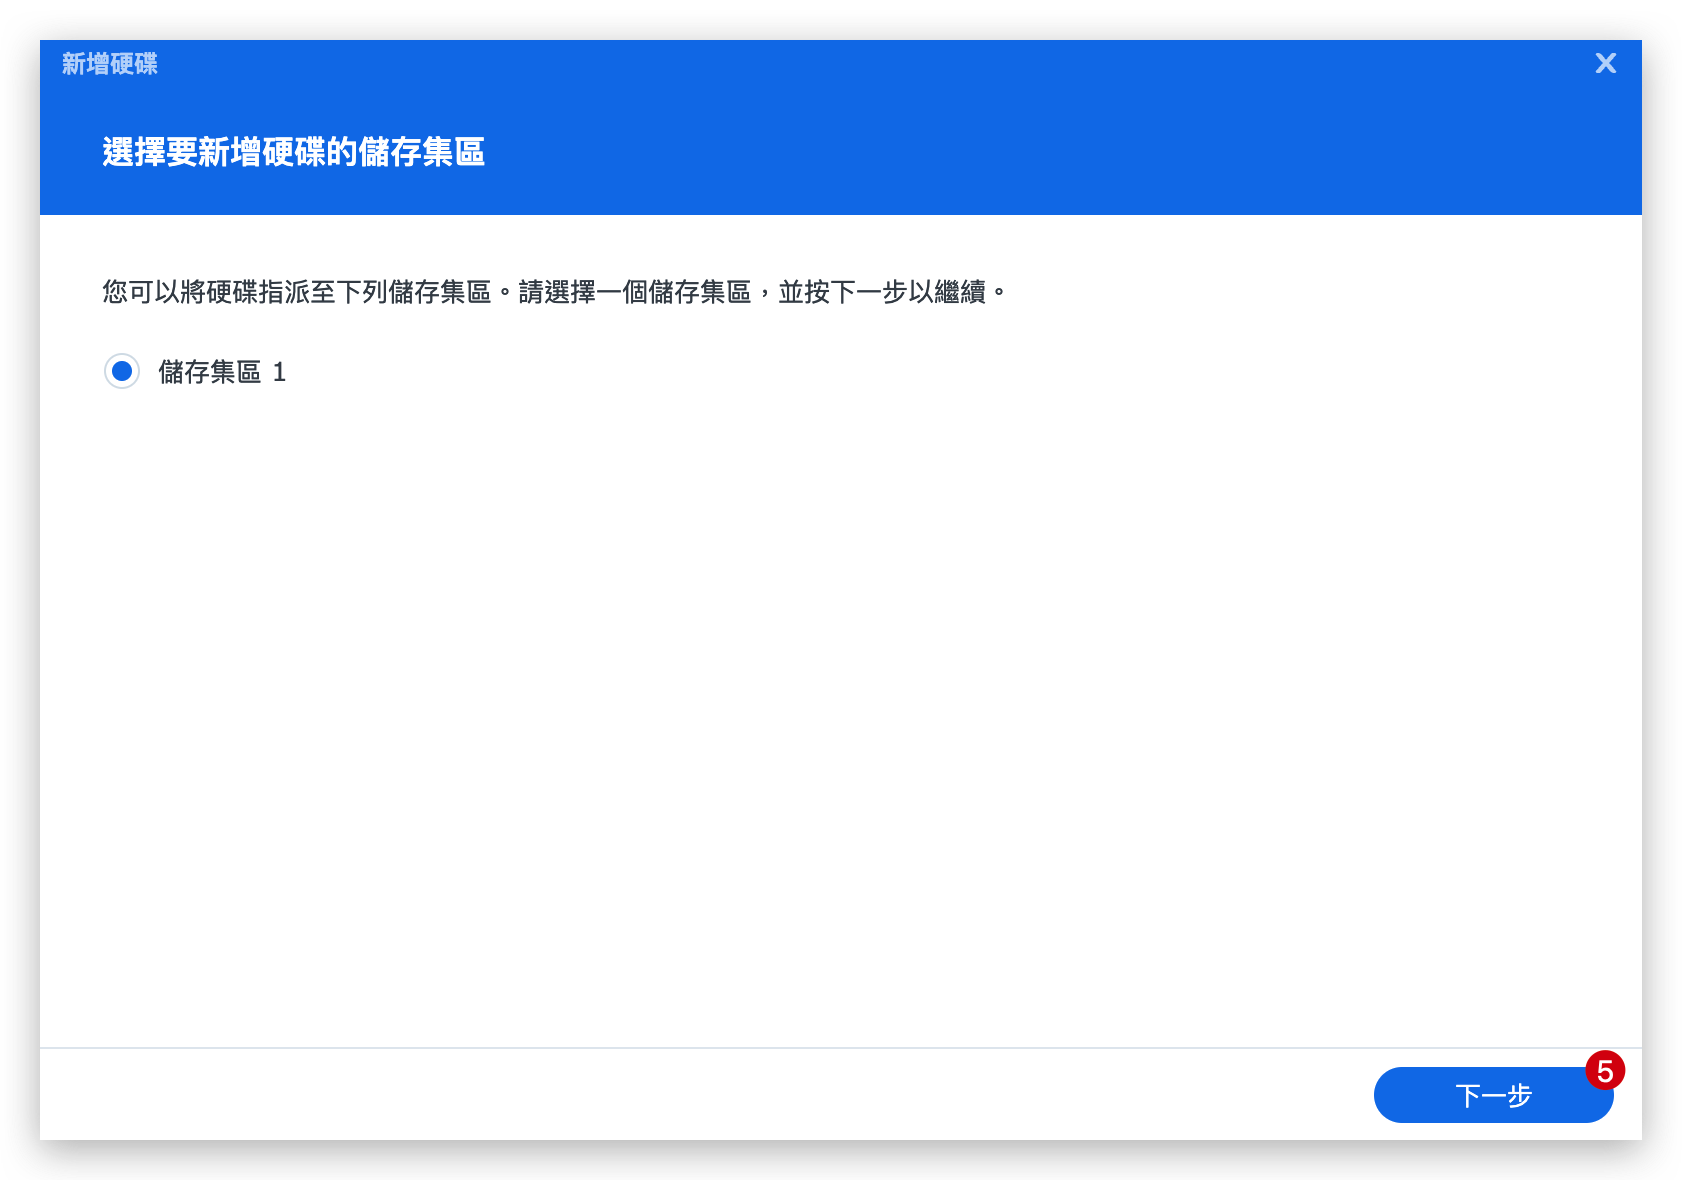 新增硬碟
選擇要新增硬碟的儲存集區
您可以將硬碟指派至下列儲存集區。請選擇一個儲存集區，並按下一步以繼續。
儲存集區 1
5
下一步